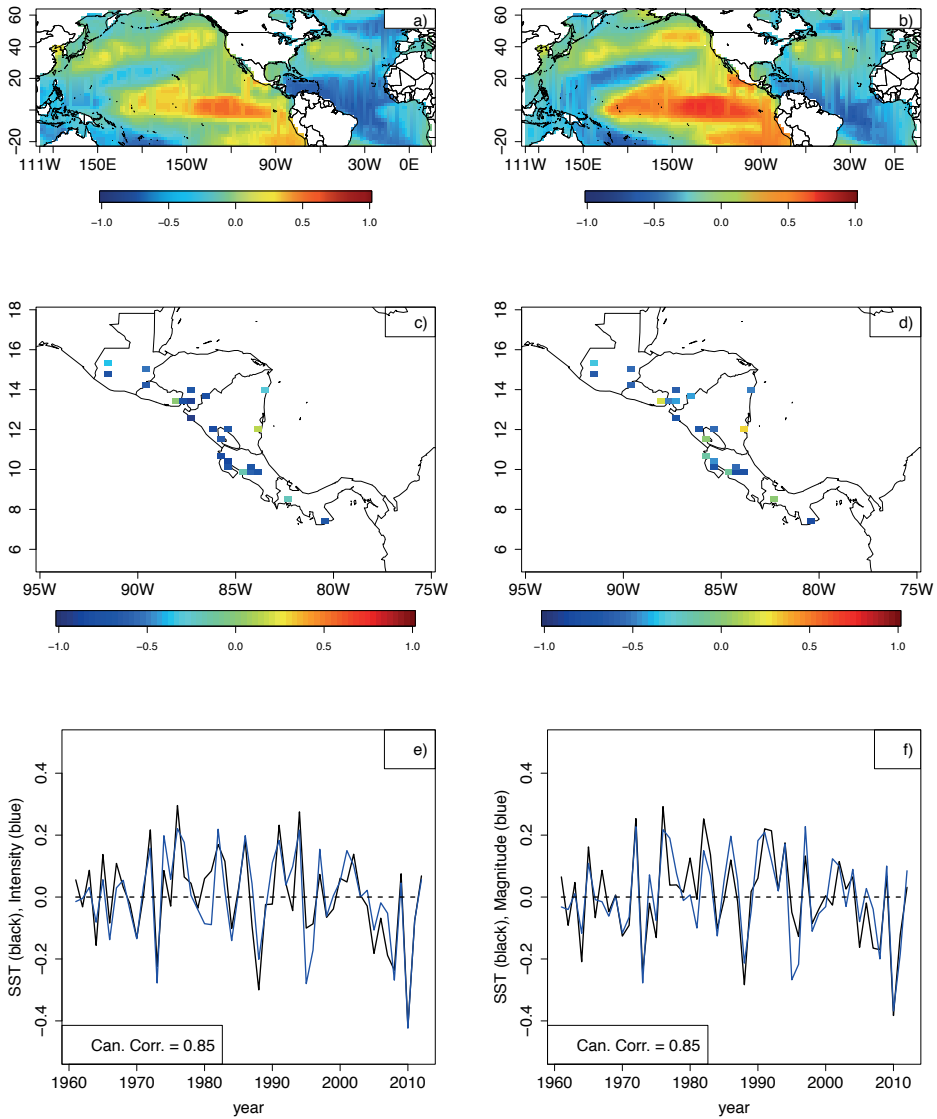 a)
60
40
20
−20
111W 150E 150W 90W 30W 0E
−1.0 −0.5 0.0 0.5 1.0
b)
60
40
20
−20
111W 150E 150W 90W 30W 0E
−1.0 −0.5 0.0 0.5 1.0
c)
18
16
14
12
10
8
6
95W 90W 85W 80W 75W
−1.0 −0.5 0.0 0.5 1.0
d)
18
16
14
12
10
8
6
95W 90W 85W 80W 75W
−1.0 −0.5 0.0 0.5 1.0
e)
SST (black), Intensity (blue)
0.4
0.2
0.0
−0.2
−0.4
Can. Corr. = 0.85
1960 1970 1980 1990 2000 2010
year
f)
SST (black), Magnitude (blue)
0.4
0.2
0.0
−0.2
−0.4
Can. Corr. = 0.85
1960 1970 1980 1990 2000 2010
year